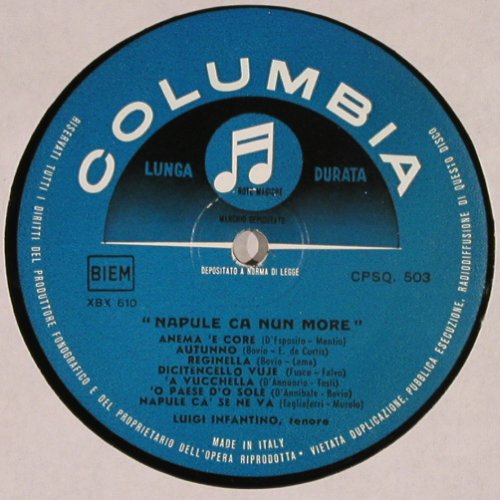 COLUMBIA
LUNGA DURATA
NOTE MAGICHE
MARCHIO DEPOSITATO
DEPOSITATO A NORMA DI LEGGE
BIEM
CPSQ. 503
XBX 610
"NAPULE CA NUN MORE"
ANEMA 'E CORE (D'Esposito - Manlio)
AUTUNNO (Bovio - E. de Curtis)
REGINELLA (Bovio - Lama)
DICITENCELLO VUJE (Fusco - Falvo)
'A VUCCHELLA (D'Annunzio - Tosti)
'O PAESE D'O SOLE (D'Annibale - Bovio)
NAPULE CA' SE NE VA (Tagliaferri - Murolo)
LUIGI INFANTINO, tenore
MADE IN ITALY
RISERVATI TUTTI I DIRITTI DEL PRODUTTORE FONOGRAFICO E DEL PROPRIETARIO DELL'OPERA RIPRODOTTA • VIETATA DUPLICAZIONE, PUBBLICA ESECUZIONE, RADIODIFFUSIONE DI QUESTO DISCO